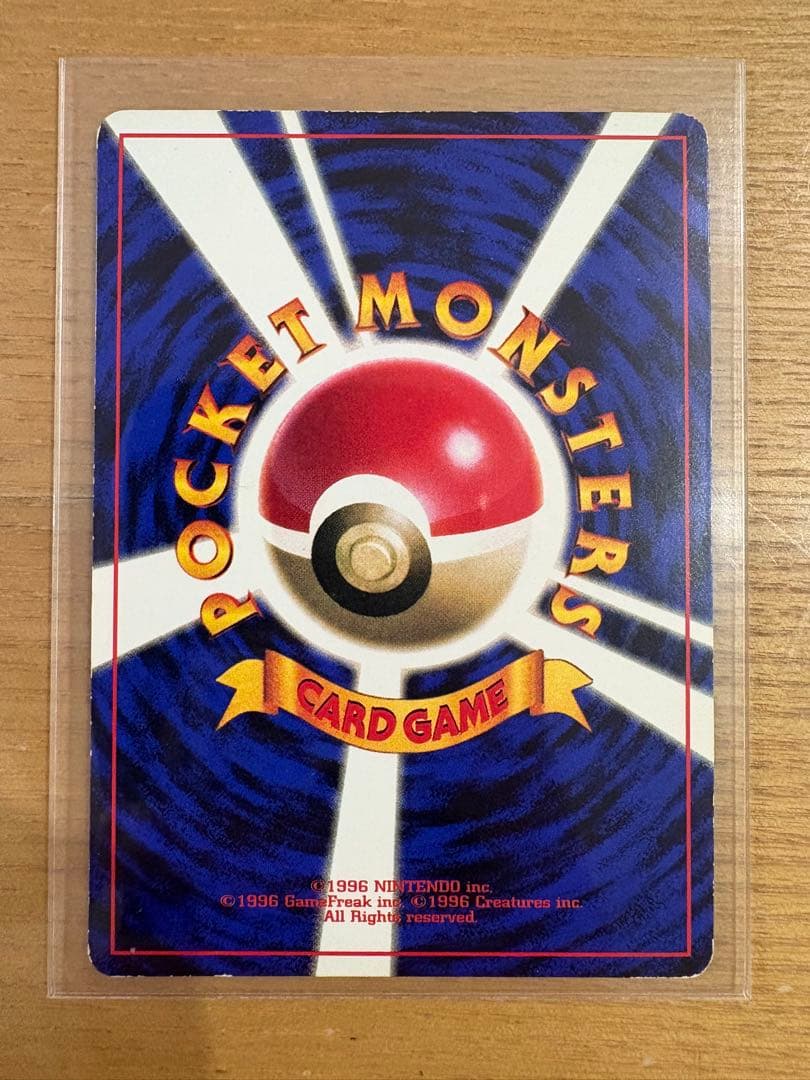 POCKET MONSTERS
CARD GAME
©1996 NINTENDO inc.
©1996 GameFreak inc. ©1996 Creatures inc.
All Rights reserved.